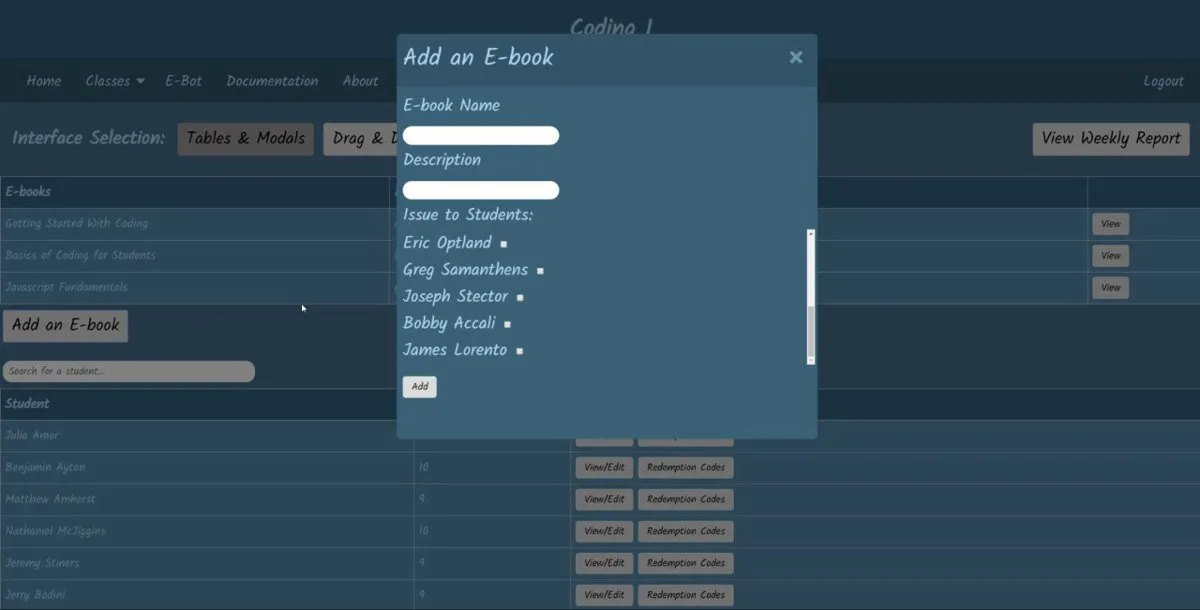 Coding 1
Home Classes E-Bot Documentation About Logout
Interface Selection: Tables & Modals Drag & D View Weekly Report
E-books
Getting Started With Coding View
Basics of Coding for Students View
Javascript Fundamentals View
Add an E-book
Search for a student...
Student
Julia Amor
Benjamin Ayton 10 View/Edit Redemption Codes
Matthew Amherst 9 View/Edit Redemption Codes
Nathaniel McJiggins 10 View/Edit Redemption Codes
Jeremy Stiners 9 View/Edit Redemption Codes
Jerry Badini 9 View/Edit Redemption Codes
Add an E-book ×
E-book Name
Description
Issue to Students:
Eric Optland
Greg Samanthens
Joseph Stector
Bobby Accali
James Lorento
Add